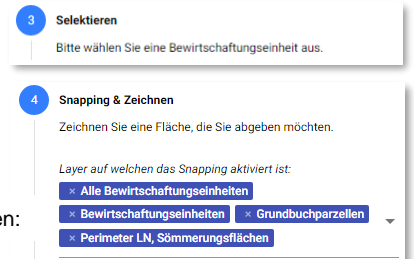 3 Selektieren
Bitte wählen Sie eine Bewirtschaftungseinheit aus.
4 Snapping & Zeichnen
Zeichnen Sie eine Fläche, die Sie abgeben möchten.
Layer auf welchen das Snapping aktiviert ist:
× Alle Bewirtschaftungseinheiten
en: × Bewirtschaftungseinheiten × Grundbuchparzellen
× Perimeter LN, Sömmerungsflächen